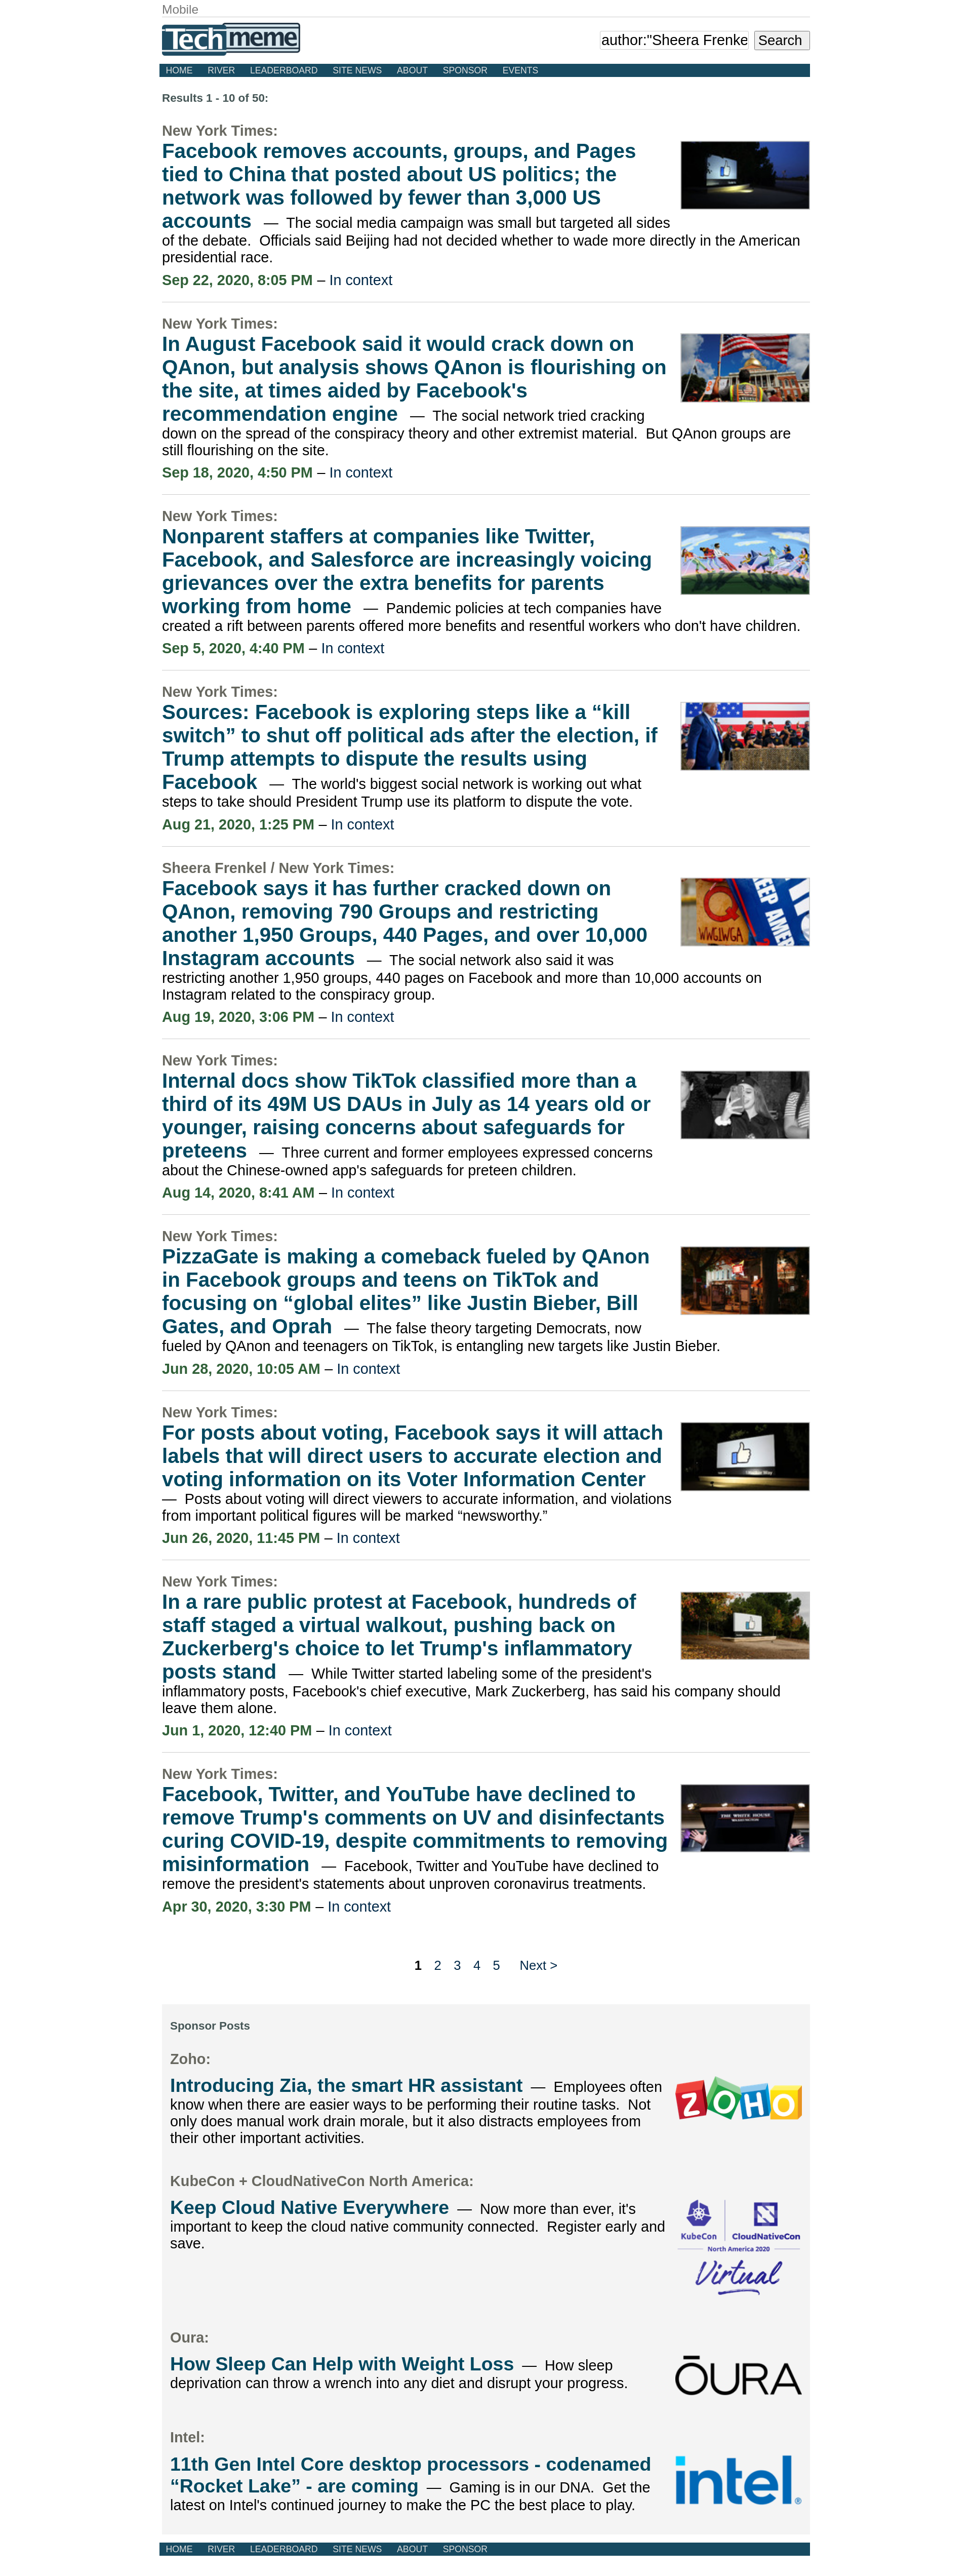 Mobile
Techmeme
author:"Sheera Frenke
Search
HOME RIVER LEADERBOARD SITE NEWS ABOUT SPONSOR EVENTS
Results 1 - 10 of 50:
New York Times:
Facebook removes accounts, groups, and Pages
tied to China that posted about US politics; the
network was followed by fewer than 3,000 US
accounts — The social media campaign was small but targeted all sides
of the debate. Officials said Beijing had not decided whether to wade more directly in the American
presidential race.
Sep 22, 2020, 8:05 PM – In context
New York Times:
In August Facebook said it would crack down on
QAnon, but analysis shows QAnon is flourishing on
the site, at times aided by Facebook's
recommendation engine — The social network tried cracking
down on the spread of the conspiracy theory and other extremist material. But QAnon groups are
still flourishing on the site.
Sep 18, 2020, 4:50 PM – In context
New York Times:
Nonparent staffers at companies like Twitter,
Facebook, and Salesforce are increasingly voicing
grievances over the extra benefits for parents
working from home — Pandemic policies at tech companies have
created a rift between parents offered more benefits and resentful workers who don't have children.
Sep 5, 2020, 4:40 PM – In context
New York Times:
Sources: Facebook is exploring steps like a “kill
switch” to shut off political ads after the election, if
Trump attempts to dispute the results using
Facebook — The world's biggest social network is working out what
steps to take should President Trump use its platform to dispute the vote.
Aug 21, 2020, 1:25 PM – In context
Sheera Frenkel / New York Times:
Facebook says it has further cracked down on
QAnon, removing 790 Groups and restricting
another 1,950 Groups, 440 Pages, and over 10,000
Instagram accounts — The social network also said it was
restricting another 1,950 groups, 440 pages on Facebook and more than 10,000 accounts on
Instagram related to the conspiracy group.
Aug 19, 2020, 3:06 PM – In context
Q
WWG1WGA
KEEP AMER
New York Times:
Internal docs show TikTok classified more than a
third of its 49M US DAUs in July as 14 years old or
younger, raising concerns about safeguards for
preteens — Three current and former employees expressed concerns
about the Chinese-owned app's safeguards for preteen children.
Aug 14, 2020, 8:41 AM – In context
New York Times:
PizzaGate is making a comeback fueled by QAnon
in Facebook groups and teens on TikTok and
focusing on “global elites” like Justin Bieber, Bill
Gates, and Oprah — The false theory targeting Democrats, now
fueled by QAnon and teenagers on TikTok, is entangling new targets like Justin Bieber.
Jun 28, 2020, 10:05 AM – In context
New York Times:
For posts about voting, Facebook says it will attach
labels that will direct users to accurate election and
voting information on its Voter Information Center
— Posts about voting will direct viewers to accurate information, and violations
from important political figures will be marked “newsworthy.”
Jun 26, 2020, 11:45 PM – In context
New York Times:
In a rare public protest at Facebook, hundreds of
staff staged a virtual walkout, pushing back on
Zuckerberg's choice to let Trump's inflammatory
posts stand — While Twitter started labeling some of the president's
inflammatory posts, Facebook's chief executive, Mark Zuckerberg, has said his company should
leave them alone.
Jun 1, 2020, 12:40 PM – In context
New York Times:
Facebook, Twitter, and YouTube have declined to
remove Trump's comments on UV and disinfectants
curing COVID-19, despite commitments to removing
misinformation — Facebook, Twitter and YouTube have declined to
remove the president's statements about unproven coronavirus treatments.
Apr 30, 2020, 3:30 PM – In context
THE WHITE HOUSE
WASHINGTON
1 2 3 4 5 Next >
Sponsor Posts
Zoho:
Introducing Zia, the smart HR assistant — Employees often
know when there are easier ways to be performing their routine tasks. Not
only does manual work drain morale, but it also distracts employees from
their other important activities.
ZOHO
KubeCon + CloudNativeCon North America:
Keep Cloud Native Everywhere — Now more than ever, it's
important to keep the cloud native community connected. Register early and
save.
KubeCon CloudNativeCon
North America 2020
Virtual
Oura:
How Sleep Can Help with Weight Loss — How sleep
deprivation can throw a wrench into any diet and disrupt your progress.
ŌURA
Intel:
11th Gen Intel Core desktop processors - codenamed
“Rocket Lake” - are coming — Gaming is in our DNA. Get the
latest on Intel's continued journey to make the PC the best place to play.
intel®
HOME RIVER LEADERBOARD SITE NEWS ABOUT SPONSOR